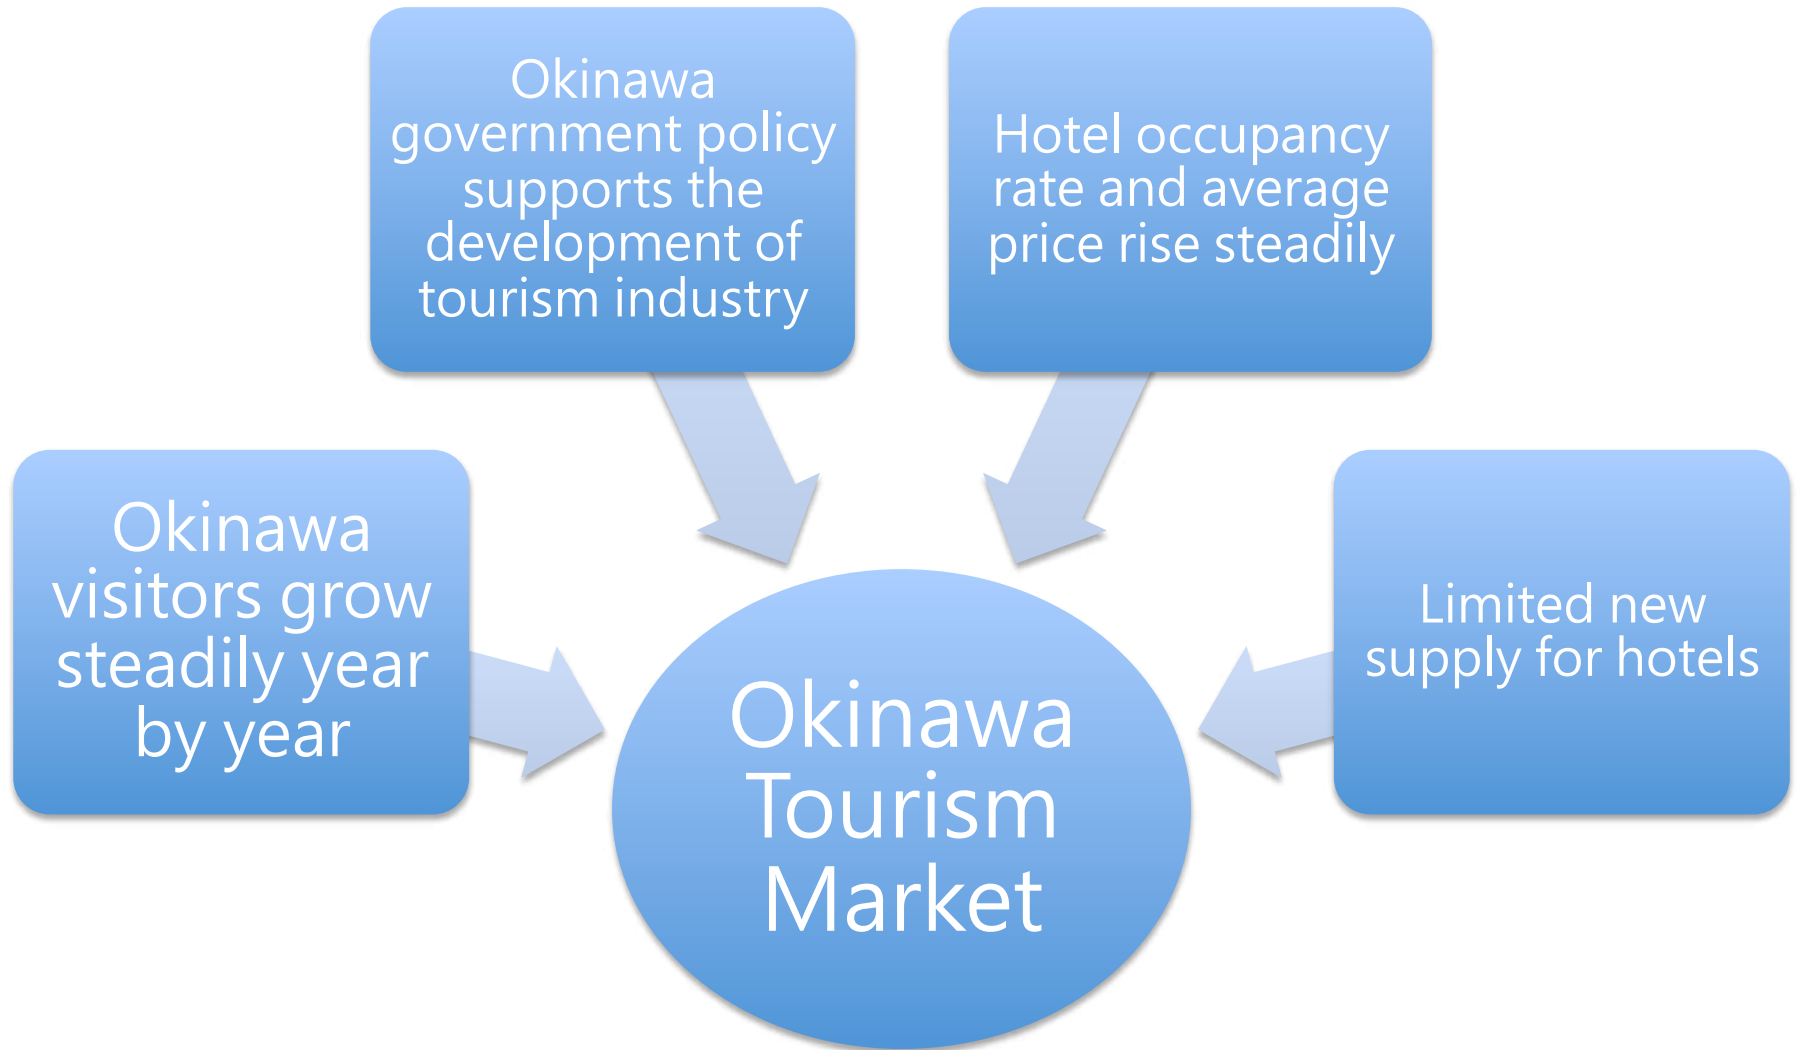 Okinawa
government policy
supports the
development of
tourism industry
Hotel occupancy
rate and average
price rise steadily
Okinawa
visitors grow
steadily year
by year
Limited new
supply for hotels
Okinawa
Tourism
Market